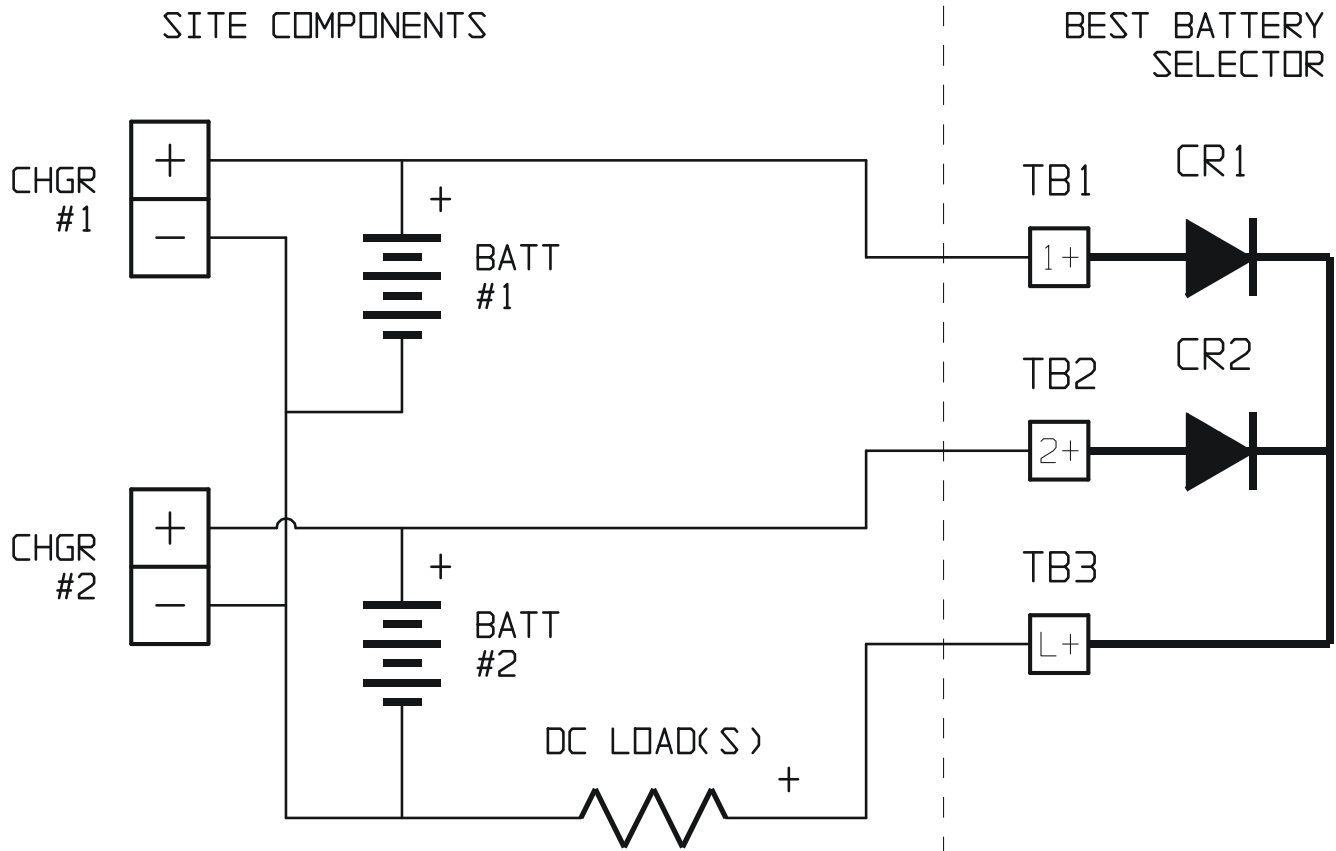 SITE COMPONENTS
BEST BATTERY
SELECTOR
CHGR
#1
+
-
+
BATT
#1
TB1
1+
CR1
TB2
2+
CR2
CHGR
#2
+
-
+
BATT
#2
TB3
L+
DC LOAD(S)
+